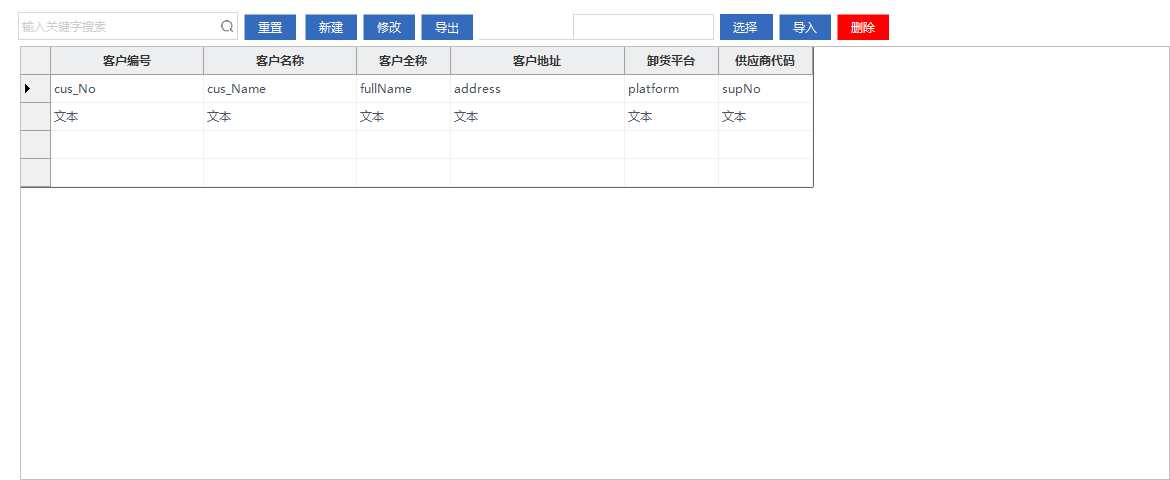 输入关键字搜索 重置 新建 修改 导出 选择 导入 删除
客户编号 客户名称 客户全称 客户地址 卸货平台 供应商代码
cus_No cus_Name fullName address platform supNo
文本 文本 文本 文本 文本 文本